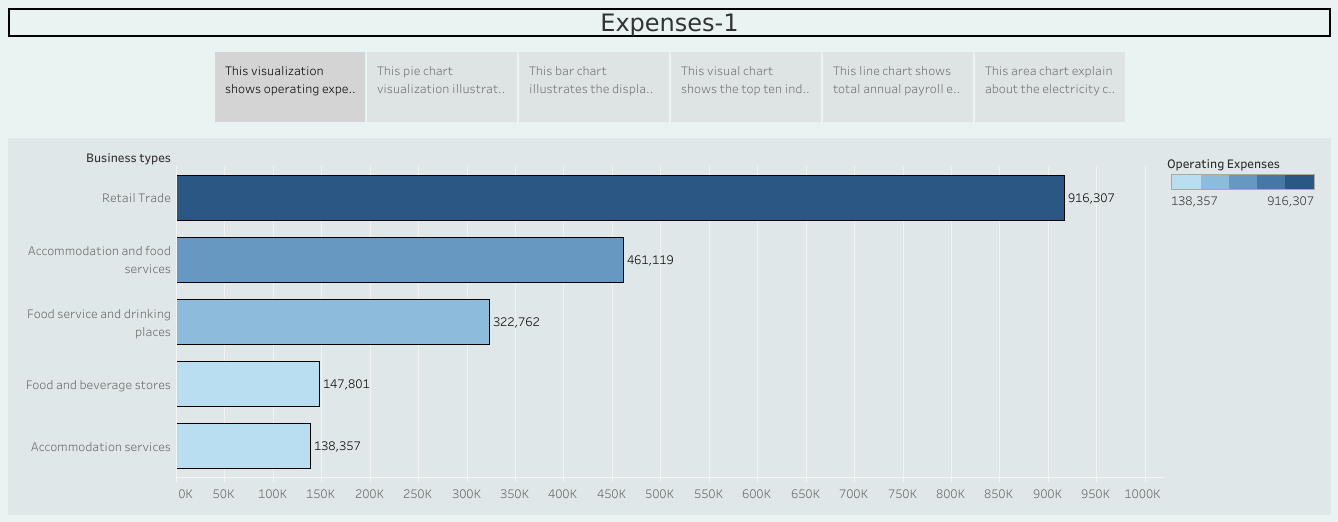 Expenses-1
This visualization
shows operating expe..
This pie chart
visualization illustrat..
This bar chart
illustrates the displa..
This visual chart
shows the top ten ind..
This line chart shows
total annual payroll e..
This area chart explain
about the electricity c..
Business types
Retail Trade
916,307
Accommodation and food
services
461,119
Food service and drinking
places
322,762
Food and beverage stores
147,801
Accommodation services
138,357
0K 50K 100K 150K 200K 250K 300K 350K 400K 450K 500K 550K 600K 650K 700K 750K 800K 850K 900K 950K 1000K
Operating Expenses
138,357 916,307